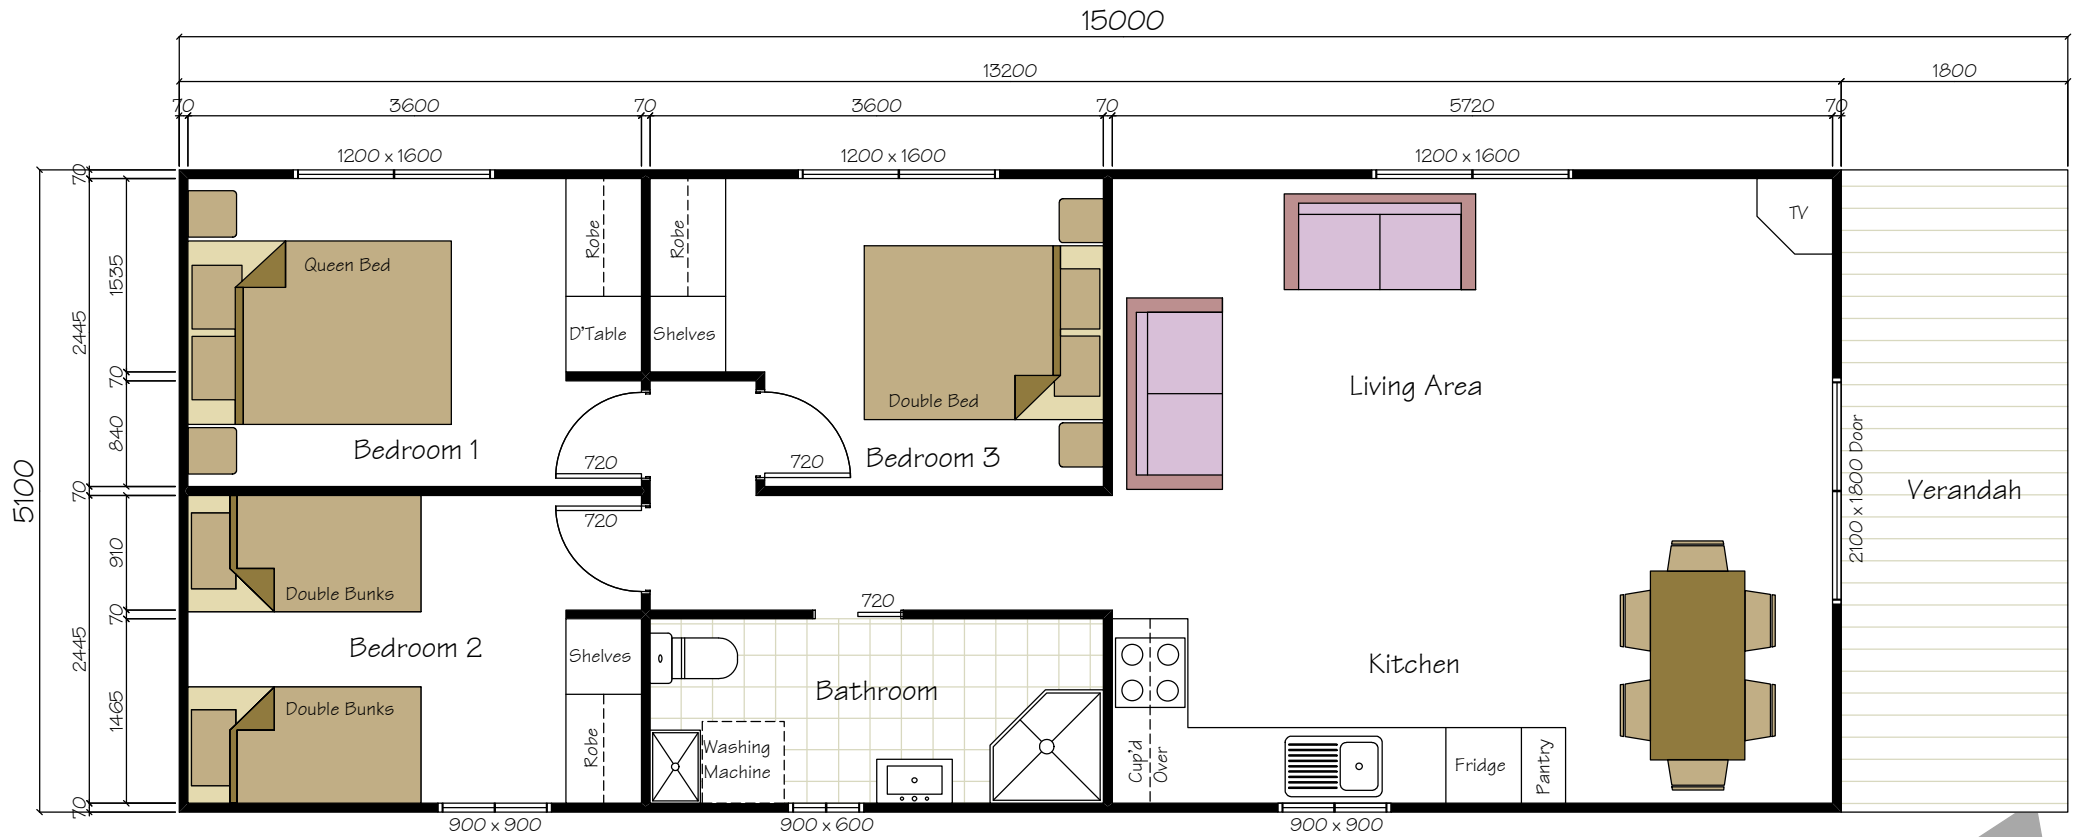 15000
13200
1800
70
3600
70
3600
70
5720
70
1200 x 1600
1200 x 1600
1200 x 1600
5100
70
2445
70
2445
70
1535
70
840
910
70
1465
Queen Bed
Robe
D'Table
Bedroom 1
720
Robe
Shelves
Double Bed
720
Bedroom 3
TV
Living Area
2100 x 1800 Door
Verandah
720
Double Bunks
Bedroom 2
Double Bunks
Shelves
Robe
720
Bathroom
Washing
Machine
Kitchen
Cup'd
Over
Fridge
Pantry
900 x 900
900 x 600
900 x 900